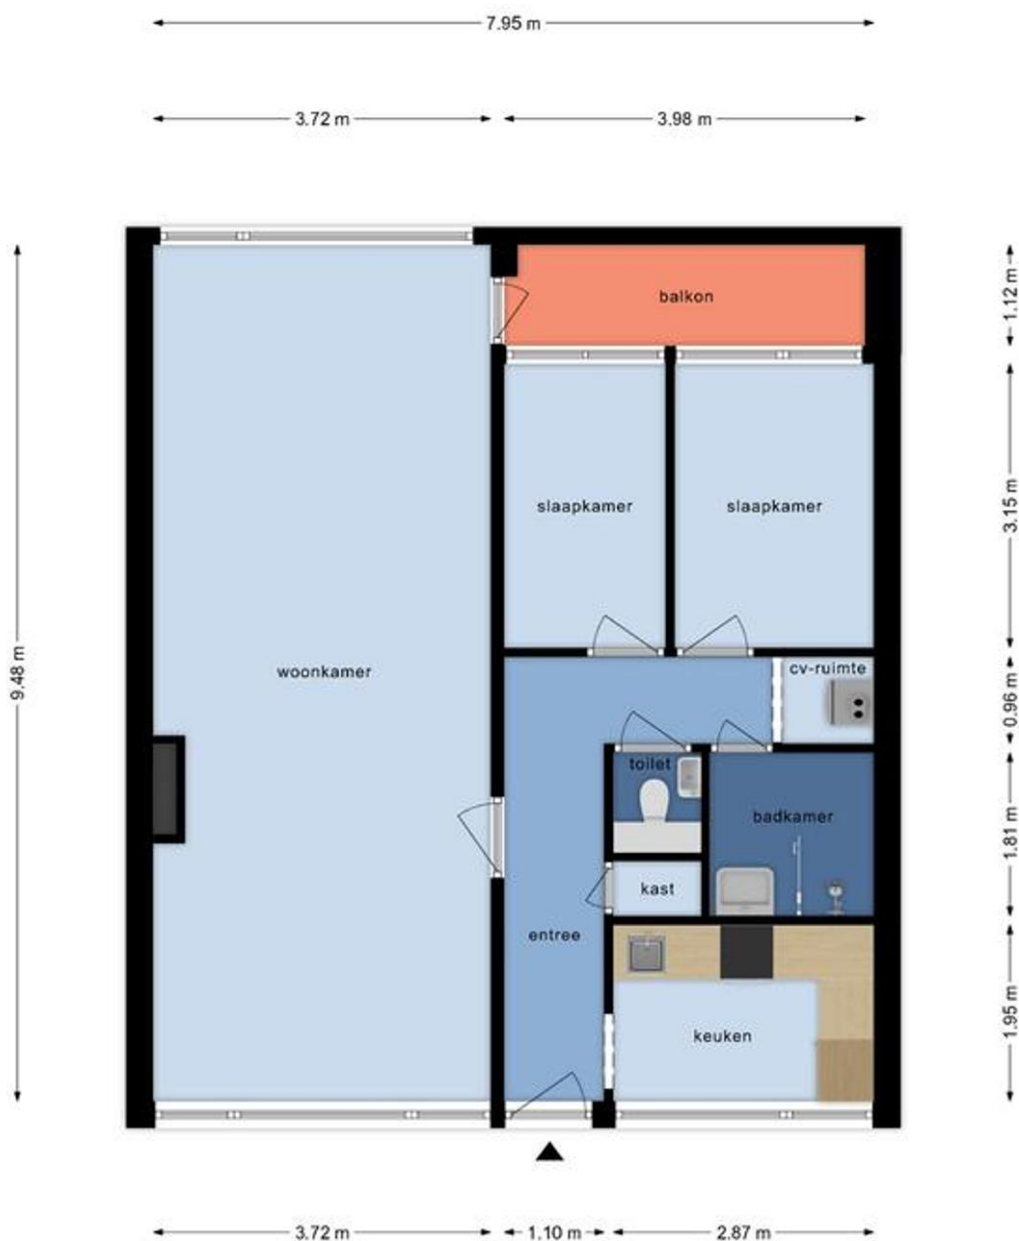 7.95 m
3.72 m
3.98 m
balkon
1.12 m
slaapkamer
slaapkamer
3.15 m
woonkamer
9.48 m
cv-ruimte
0.96 m
toilet
badkamer
1.81 m
kast
entree
keuken
1.95 m
3.72 m
1.10 m
2.87 m